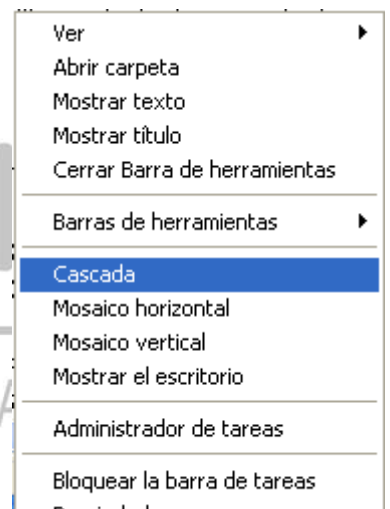 Ver
Abrir carpeta
Mostrar texto
Mostrar título
Cerrar Barra de herramientas
Barras de herramientas
Cascada
Mosaico horizontal
Mosaico vertical
Mostrar el escritorio
Administrador de tareas
Bloquear la barra de tareas